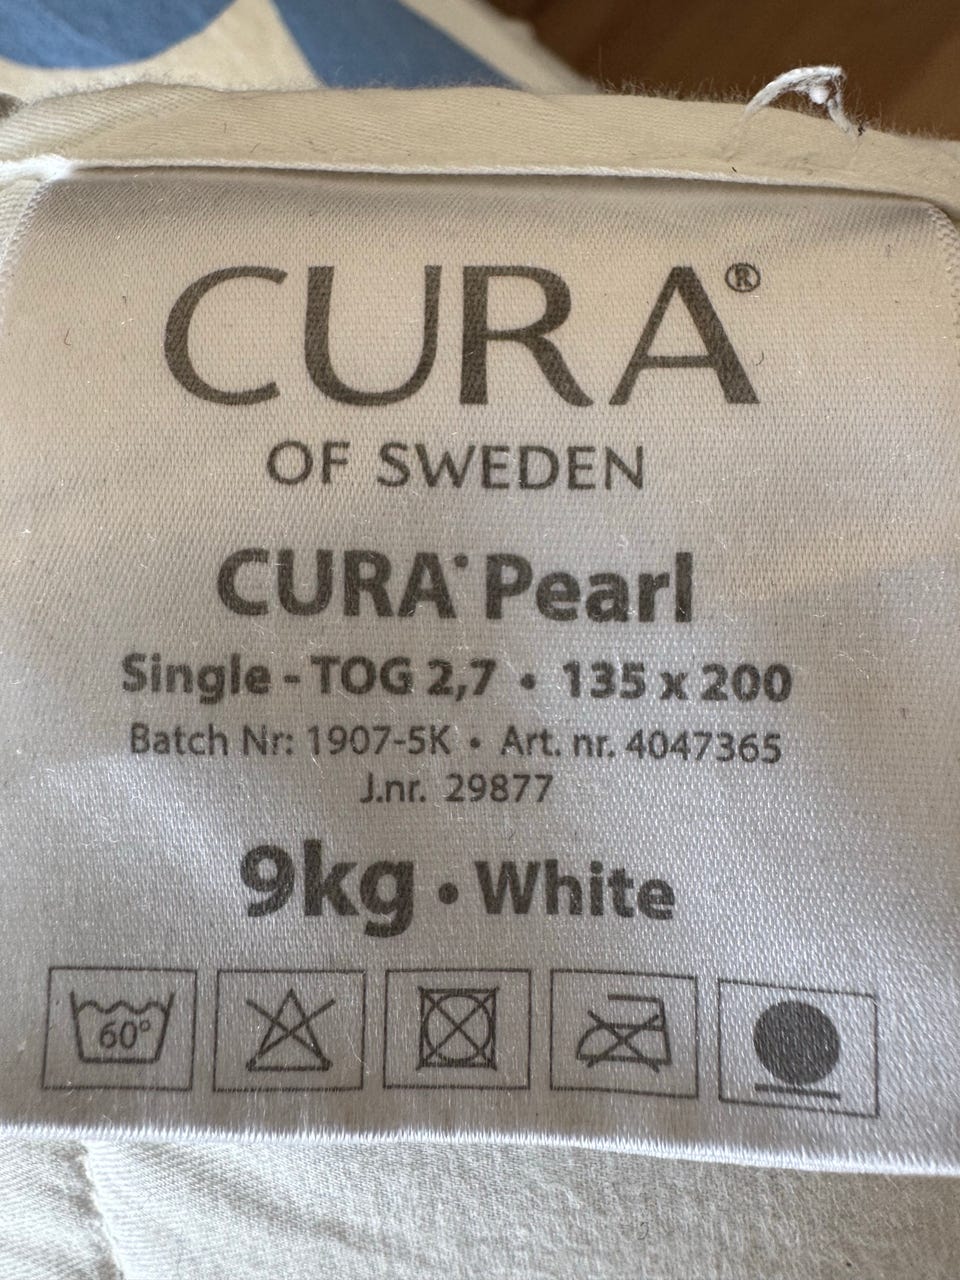 CURA®
OF SWEDEN
CURA® Pearl
Single - TOG 2,7 • 135 x 200
Batch Nr: 1907-5K • Art. nr. 4047365
J.nr. 29877
9kg • White
60°